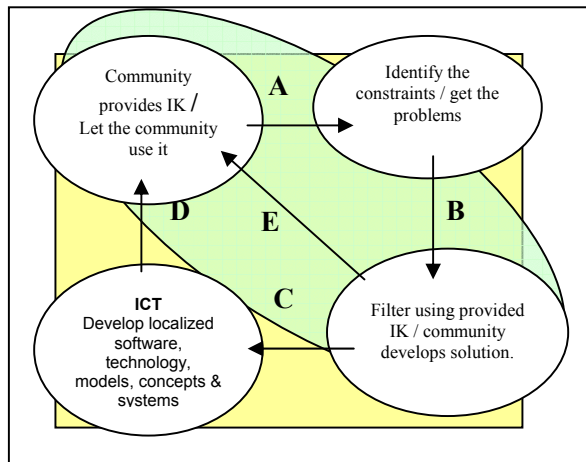 Community
provides IK /
Let the community
use it
A
Identify the
constraints / get the
problems
D
E
B
C
ICT
Develop localized
software,
technology,
models, concepts &
systems
Filter using provided
IK / community
develops solution.